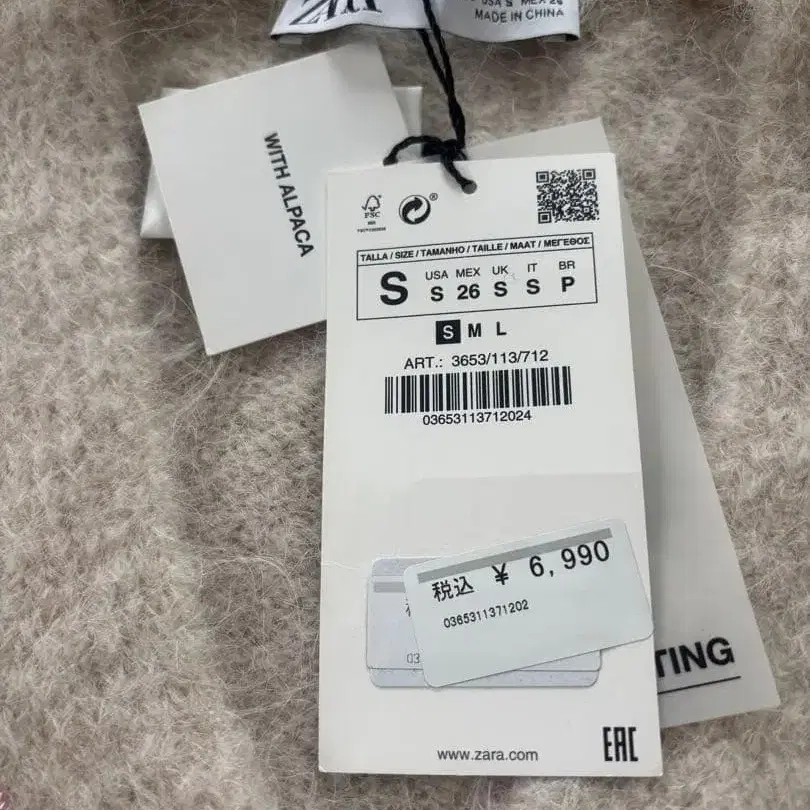 USA S MEX 26
MADE IN CHINA
WITH ALPACA
FSC
TALLA / SIZE / TAMANHO / TAILLE / MAAT / ΜΕΓΕΘΟΣ
S
USA MEX UK IT BR
S 26 S S P
S M L
ART.: 3653/113/712
03653113712024
税込 ¥ 6,990
0365311371202
03
TING
www.zara.com
EAC